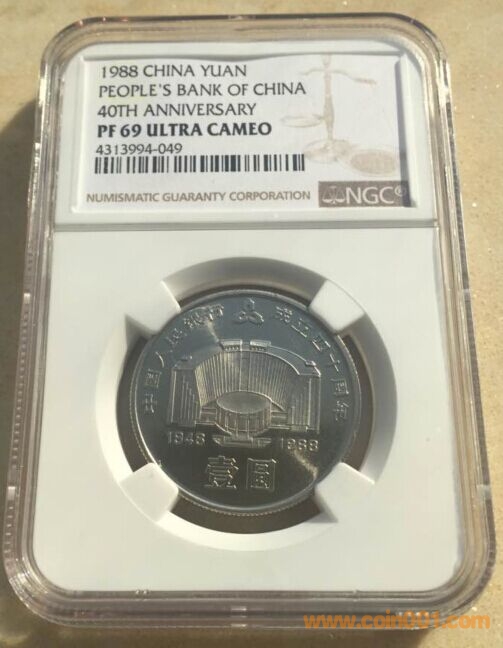 1988 CHINA YUAN
PEOPLE'S BANK OF CHINA
40TH ANNIVERSARY
PF 69 ULTRA CAMEO
4313994-049
NUMISMATIC GUARANTY CORPORATION NGC®
中国人民银行 成立四十周年
1948 1988
壹圆
www.coin001.com